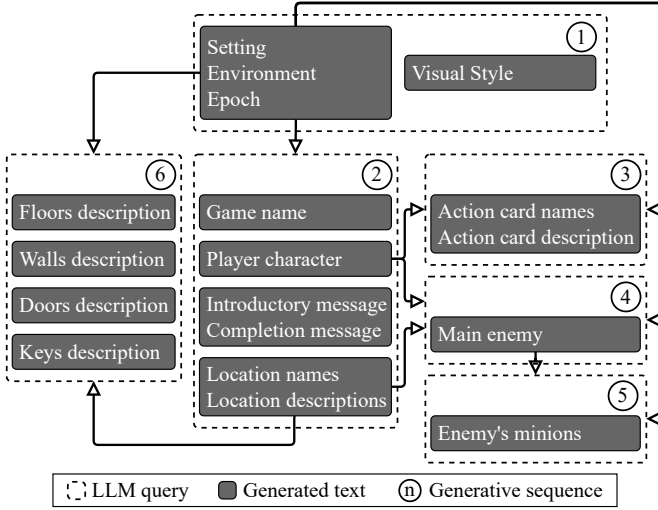 1
Setting
Environment
Epoch
Visual Style
6
Floors description
Walls description
Doors description
Keys description
2
Game name
Player character
Introductory message
Completion message
Location names
Location descriptions
3
Action card names
Action card description
4
Main enemy
5
Enemy's minions
LLM query
Generated text
n Generative sequence